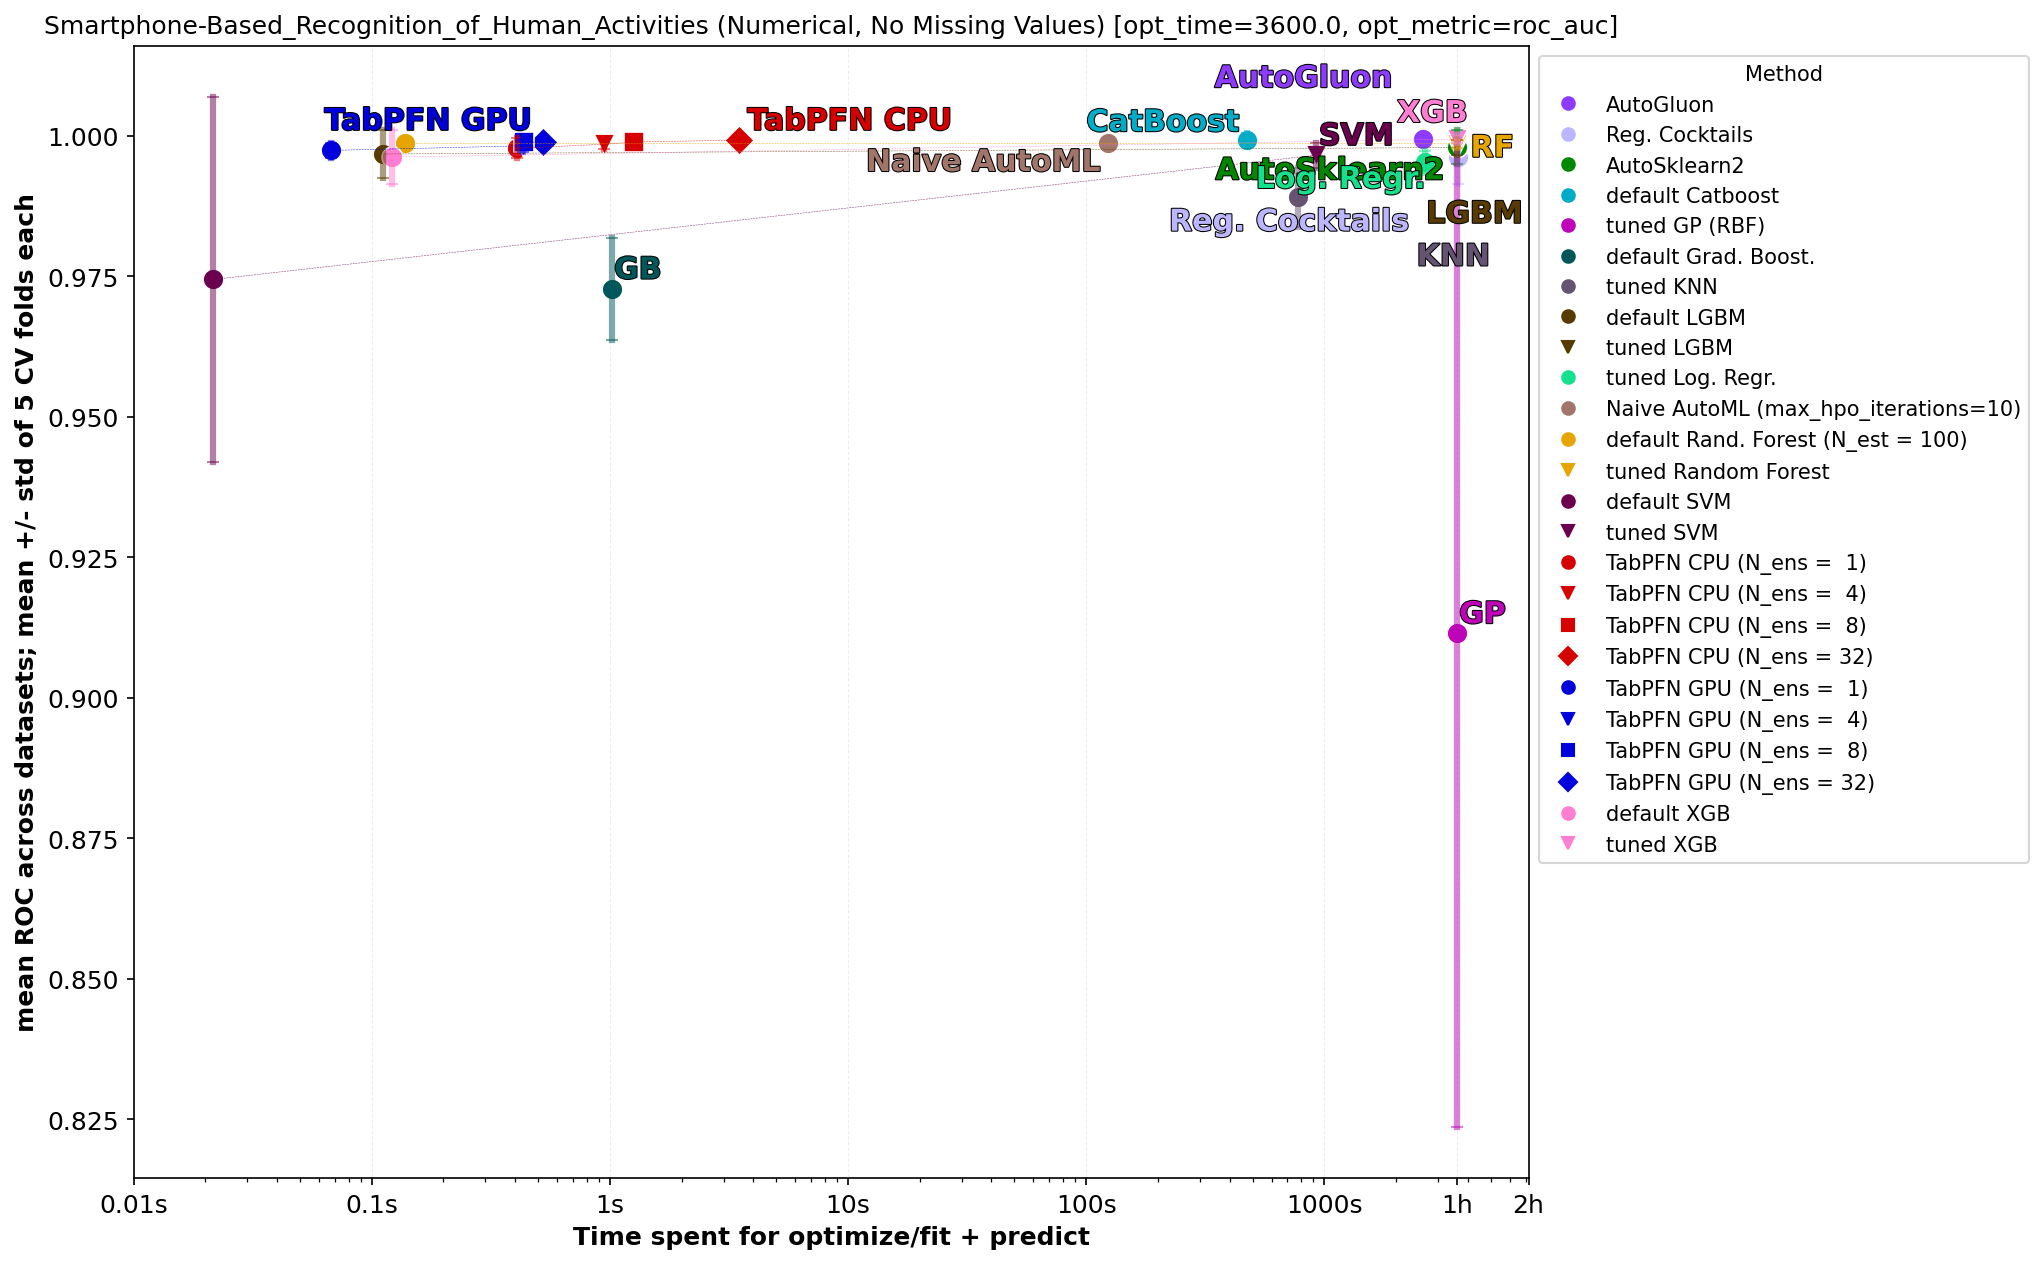 Smartphone-Based_Recognition_of_Human_Activities (Numerical, No Missing Values) [opt_time=3600.0, opt_metric=roc_auc]
mean ROC across datasets; mean +/- std of 5 CV folds each
1.000
0.975
0.950
0.925
0.900
0.875
0.850
0.825
AutoGluon
XGB
TabPFN GPU
TabPFN CPU
CatBoost
SVM
RF
Naive AutoML
AutoSklearn2
Log. Regr.
Reg. Cocktails
LGBM
KNN
GB
GP
0.01s
0.1s
1s
10s
100s
1000s
1h
2h
Time spent for optimize/fit + predict
Method
AutoGluon
Reg. Cocktails
AutoSklearn2
default Catboost
tuned GP (RBF)
default Grad. Boost.
tuned KNN
default LGBM
tuned LGBM
tuned Log. Regr.
Naive AutoML (max_hpo_iterations=10)
default Rand. Forest (N_est = 100)
tuned Random Forest
default SVM
tuned SVM
TabPFN CPU (N_ens =  1)
TabPFN CPU (N_ens =  4)
TabPFN CPU (N_ens =  8)
TabPFN CPU (N_ens = 32)
TabPFN GPU (N_ens =  1)
TabPFN GPU (N_ens =  4)
TabPFN GPU (N_ens =  8)
TabPFN GPU (N_ens = 32)
default XGB
tuned XGB